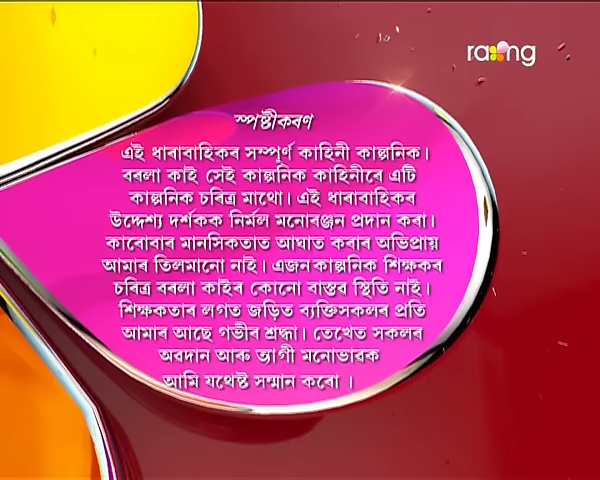 rang
স্পষ্টীকৰণ
এই ধাৰাবাহিকৰ সম্পূৰ্ণ কাহিনী কাল্পনিক।
বৰলা কাই সেই কাল্পনিক কাহিনীৰে এটি
কাল্পনিক চৰিত্ৰ মাথো। এই ধাৰাবাহিকৰ
উদ্দেশ্য দৰ্শকক নিৰ্মল মনোৰঞ্জন প্ৰদান কৰা।
কাৰোবাৰ মানসিকতাত আঘাত কৰাৰ অভিপ্ৰায়
আমাৰ তিলমানো নাই। এজন কাল্পনিক শিক্ষকৰ
চৰিত্ৰ বৰলা কাইৰ কোনো বাস্তৱ স্থিতি নাই।
শিক্ষকতাৰ লগত জড়িত ব্যক্তিসকলৰ প্ৰতি
আমাৰ আছে গভীৰ শ্ৰদ্ধা। তেখেত সকলৰ
অৱদান আৰু ত্যাগী মনোভাৱক
আমি যথেষ্ট সন্মান কৰো ।